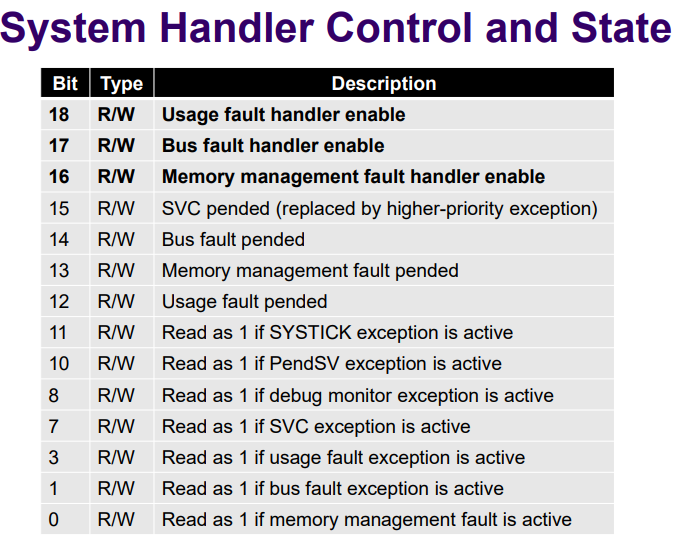 System Handler Control and State
Bit Type Description
18 R/W Usage fault handler enable
17 R/W Bus fault handler enable
16 R/W Memory management fault handler enable
15 R/W SVC pended (replaced by higher-priority exception)
14 R/W Bus fault pended
13 R/W Memory management fault pended
12 R/W Usage fault pended
11 R/W Read as 1 if SYSTICK exception is active
10 R/W Read as 1 if PendSV exception is active
8 R/W Read as 1 if debug monitor exception is active
7 R/W Read as 1 if SVC exception is active
3 R/W Read as 1 if usage fault exception is active
1 R/W Read as 1 if bus fault exception is active
0 R/W Read as 1 if memory management fault is active